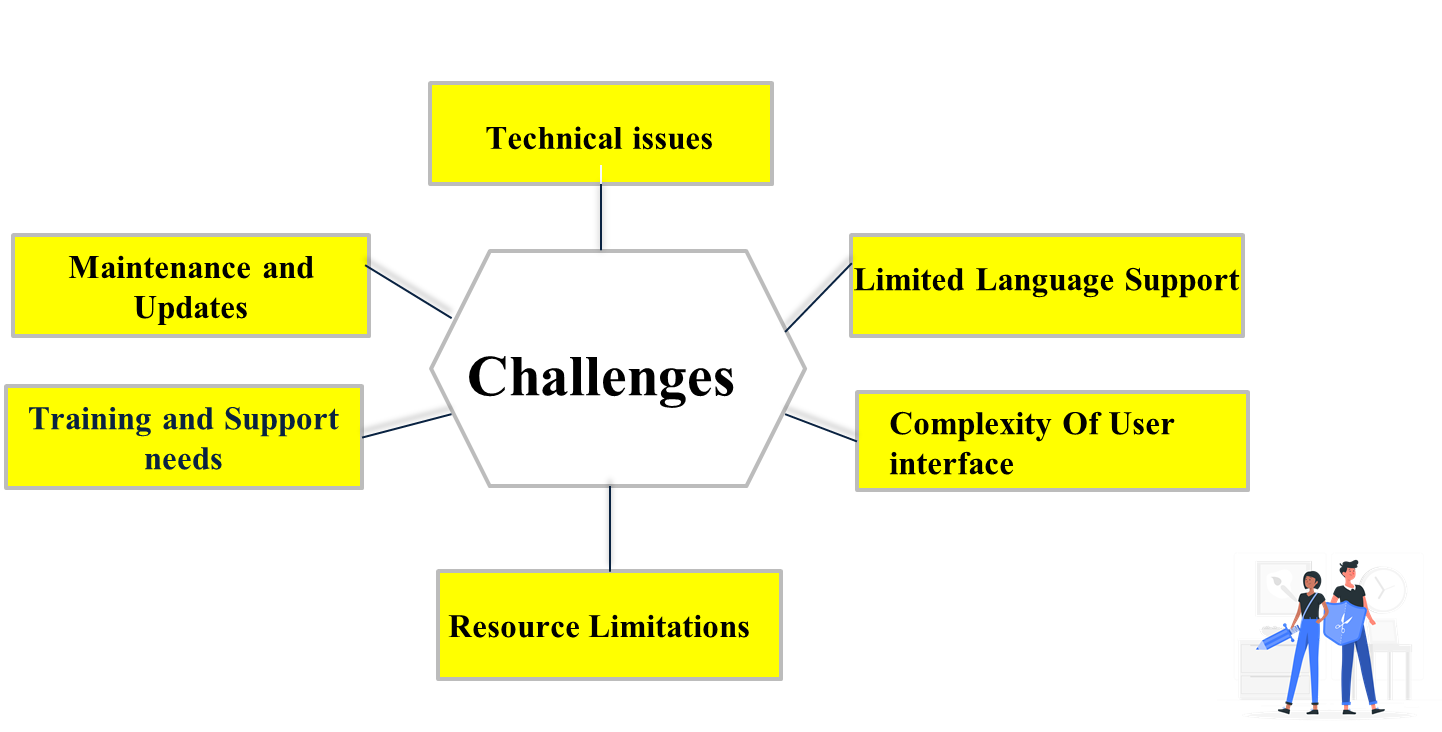 Technical issues
Maintenance and
Updates
Limited Language Support
Challenges
Training and Support
needs
Complexity Of User
interface
Resource Limitations